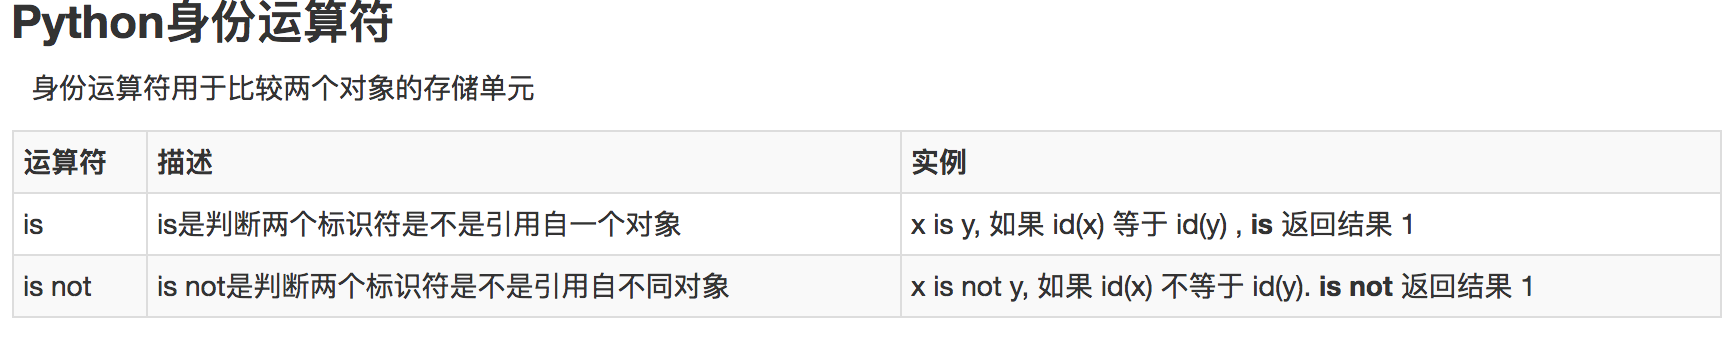 Python身份运算符
身份运算符用于比较两个对象的存储单元
运算符 描述 实例
is is是判断两个标识符是不是引用自一个对象 x is y, 如果 id(x) 等于 id(y) , is 返回结果 1
is not is not是判断两个标识符是不是引用自不同对象 x is not y, 如果 id(x) 不等于 id(y). is not 返回结果 1